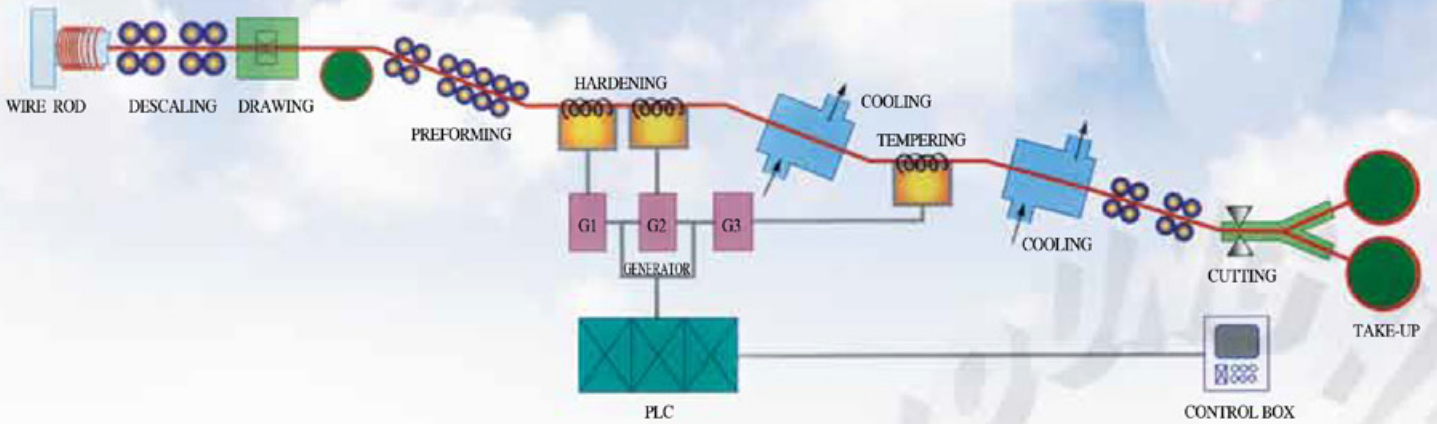 WIRE ROD
DESCALING
DRAWING
PREFORMING
HARDENING
COOLING
TEMPERING
COOLING
G1
G2
G3
GENERATOR
CUTTING
TAKE-UP
PLC
CONTROL BOX